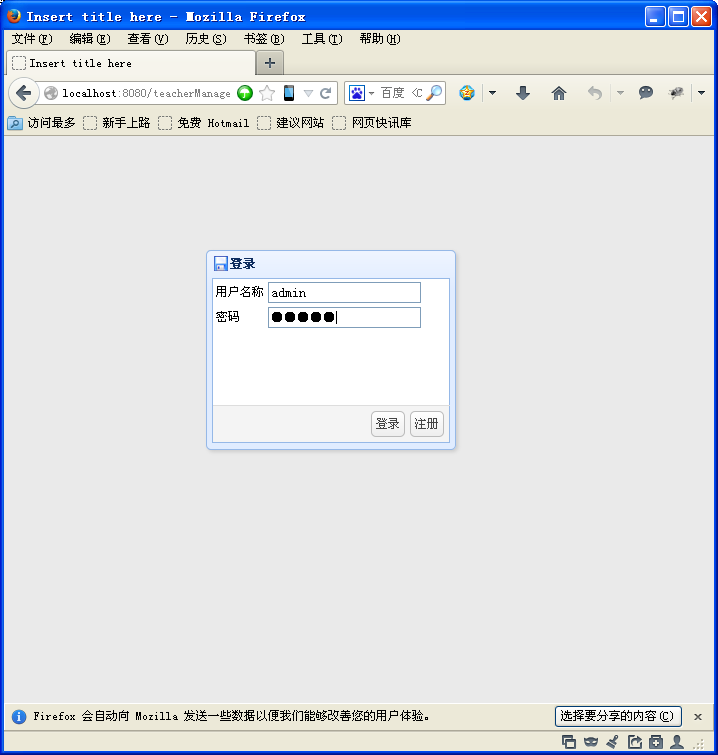 Insert title here - Mozilla Firefox
文件(F) 编辑(E) 查看(V) 历史(S) 书签(B) 工具(T) 帮助(H)
Insert title here
localhost:8080/teacherManage 百度 <C
访问最多 新手上路 免费 Hotmail 建议网站 网页快讯库
登录
用户名称 admin
密码 ●●●●●
登录 注册
Firefox 会自动向 Mozilla 发送一些数据以便我们能够改善您的用户体验。 选择要分享的内容(C) ×